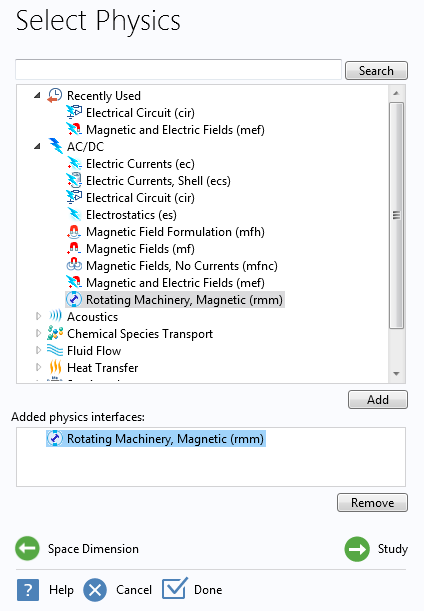 Select Physics
Search
Recently Used
Electrical Circuit (cir)
Magnetic and Electric Fields (mef)
AC/DC
Electric Currents (ec)
Electric Currents, Shell (ecs)
Electrical Circuit (cir)
Electrostatics (es)
Magnetic Field Formulation (mfh)
Magnetic Fields (mf)
Magnetic Fields, No Currents (mfnc)
Magnetic and Electric Fields (mef)
Rotating Machinery, Magnetic (rmm)
Acoustics
Chemical Species Transport
Fluid Flow
Heat Transfer
Add
Added physics interfaces:
Rotating Machinery, Magnetic (rmm)
Remove
Space Dimension
Study
? Help
Cancel
Done